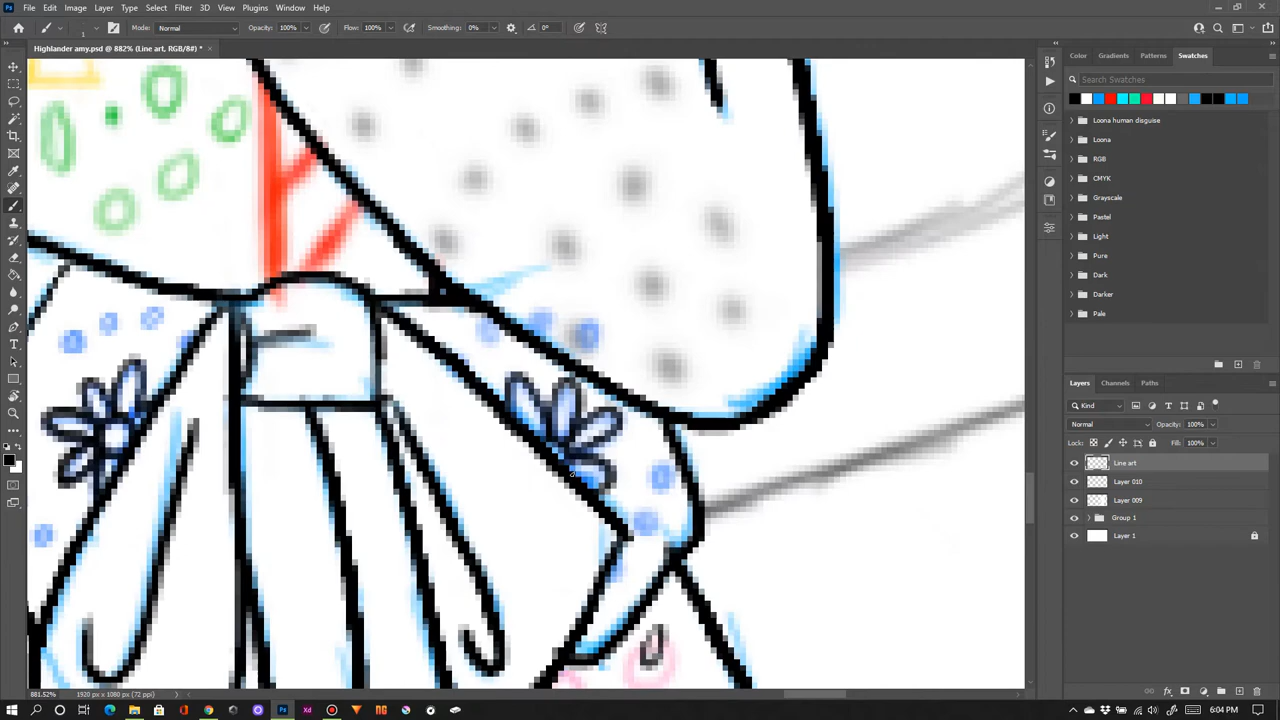 File Edit Image Layer Type Select Filter 3D View Plugins Window Help
1 Mode: Normal Opacity: 100% Flow: 100% Smoothing: 0% 0°
Highlander amy.psd @ 882% (Line art, RGB/8#) * ×
Color Gradients Patterns Swatches
Search Swatches
Loona human disguise
Loona
RGB
CMYK
Grayscale
Pastel
Light
Pure
Dark
Darker
Pale
Layers Channels Paths
Kind
Normal Opacity: 100%
Lock: Fill: 100%
Line art
Layer 010
Layer 009
Group 1
Layer 1
881.52% 1920 px x 1080 px (72 ppi)
6:04 PM